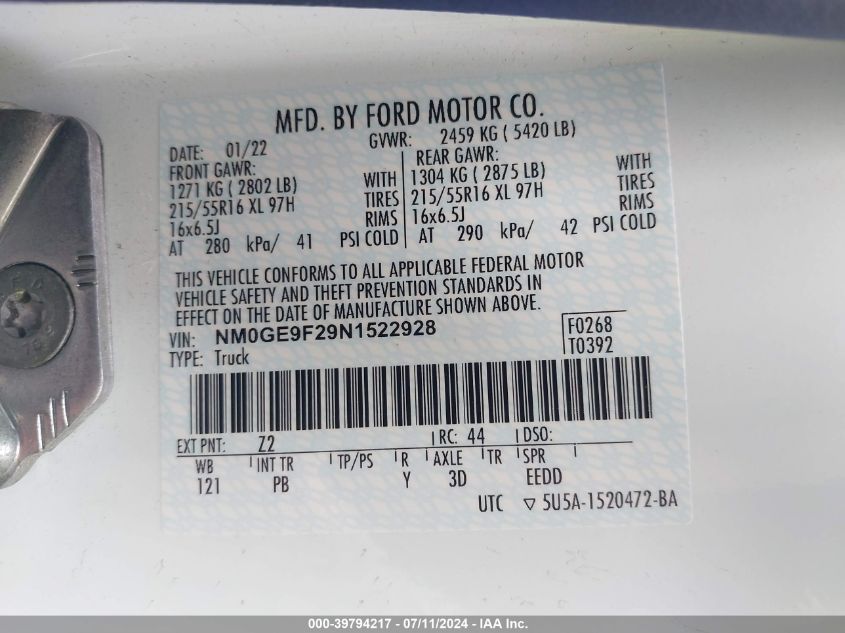 MFD. BY FORD MOTOR CO.
DATE: 01/22 GVWR: 2459 KG ( 5420 LB)
FRONT GAWR: REAR GAWR:
1271 KG ( 2802 LB) WITH 1304 KG ( 2875 LB) WITH
215/55R16 XL 97H TIRES 215/55R16 XL 97H TIRES
16x6.5J RIMS 16x6.5J RIMS
AT 280 kPa/ 41 PSI COLD AT 290 kPa/ 42 PSI COLD
THIS VEHICLE CONFORMS TO ALL APPLICABLE FEDERAL MOTOR
VEHICLE SAFETY AND THEFT PREVENTION STANDARDS IN
EFFECT ON THE DATE OF MANUFACTURE SHOWN ABOVE.
VIN: NM0GE9F29N1522928 F0268
TYPE: Truck T0392
EXT PNT: Z2 RC: 44 DSO:
WB INT TR TP/PS R AXLE TR SPR
121 PB Y 3D EEDD
UTC ▽ 5U5A-1520472-BA
000-39794217 - 07/11/2024 - IAA Inc.